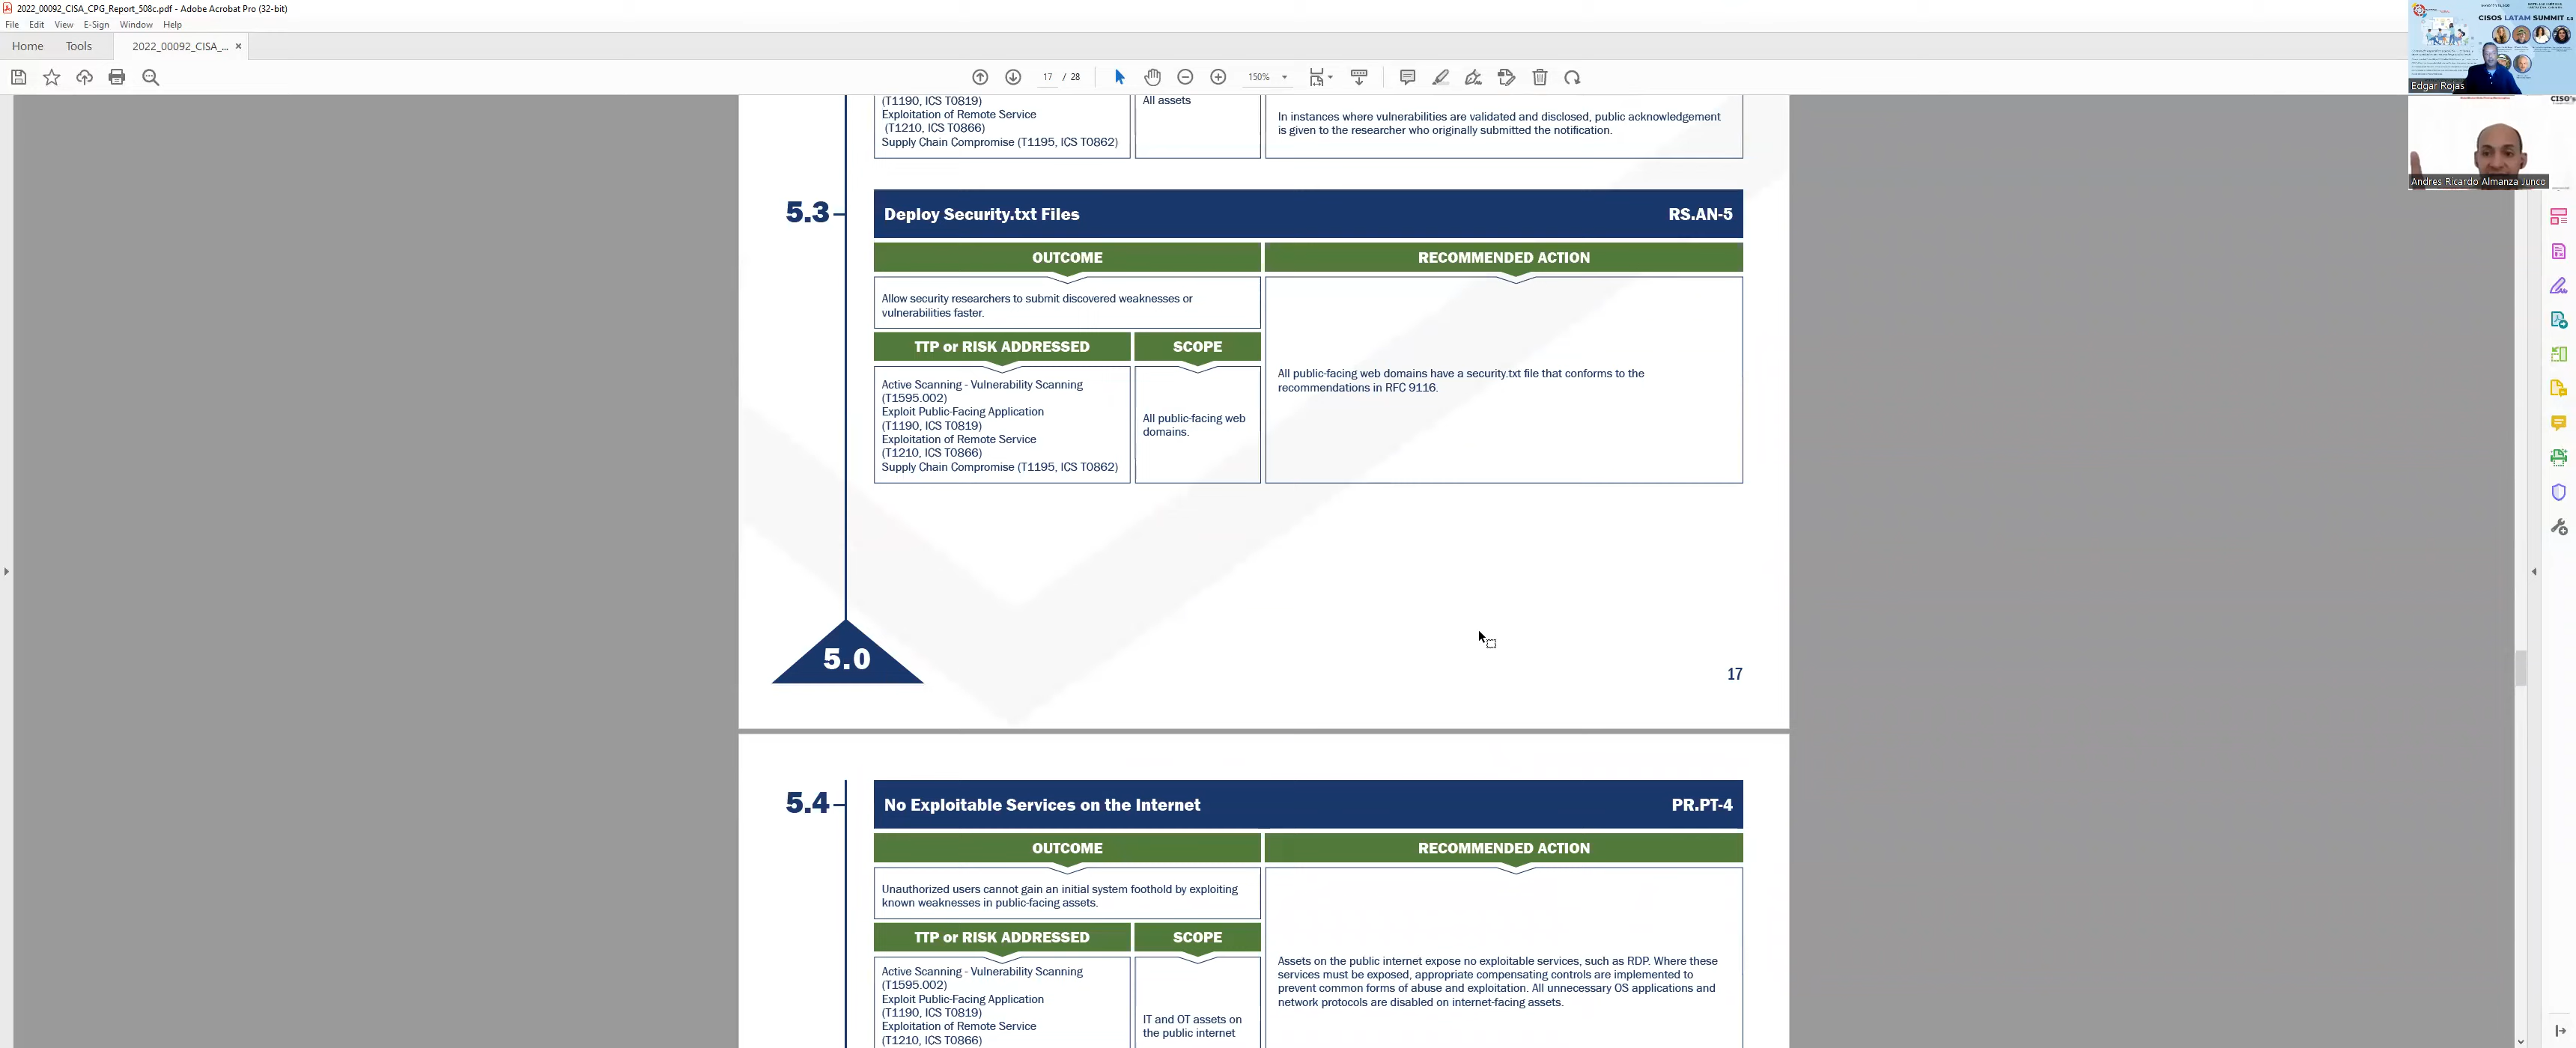 2022_00092_CISA_CPG_Report_508c.pdf - Adobe Acrobat Pro (32-bit)
File Edit View E-Sign Window Help
Home Tools 2022_00092_CISA_... ×
17 / 28 150%
CISOS LATAM SUMMIT
Edgar Rojas
CISO's
Andres Ricardo Almanza Junco
(T1190, ICS T0819)
Exploitation of Remote Service
(T1210, ICS T0866)
Supply Chain Compromise (T1195, ICS T0862)
All assets
In instances where vulnerabilities are validated and disclosed, public acknowledgement
is given to the researcher who originally submitted the notification.
5.3
Deploy Security.txt Files RS.AN-5
OUTCOME
Allow security researchers to submit discovered weaknesses or
vulnerabilities faster.
TTP or RISK ADDRESSED
Active Scanning - Vulnerability Scanning
(T1595.002)
Exploit Public-Facing Application
(T1190, ICS T0819)
Exploitation of Remote Service
(T1210, ICS T0866)
Supply Chain Compromise (T1195, ICS T0862)
SCOPE
All public-facing web
domains.
RECOMMENDED ACTION
All public-facing web domains have a security.txt file that conforms to the
recommendations in RFC 9116.
5.0
17
5.4
No Exploitable Services on the Internet PR.PT-4
OUTCOME
Unauthorized users cannot gain an initial system foothold by exploiting
known weaknesses in public-facing assets.
TTP or RISK ADDRESSED
Active Scanning - Vulnerability Scanning
(T1595.002)
Exploit Public-Facing Application
(T1190, ICS T0819)
Exploitation of Remote Service
(T1210, ICS T0866)
SCOPE
IT and OT assets on
the public internet
RECOMMENDED ACTION
Assets on the public internet expose no exploitable services, such as RDP. Where these
services must be exposed, appropriate compensating controls are implemented to
prevent common forms of abuse and exploitation. All unnecessary OS applications and
network protocols are disabled on internet-facing assets.